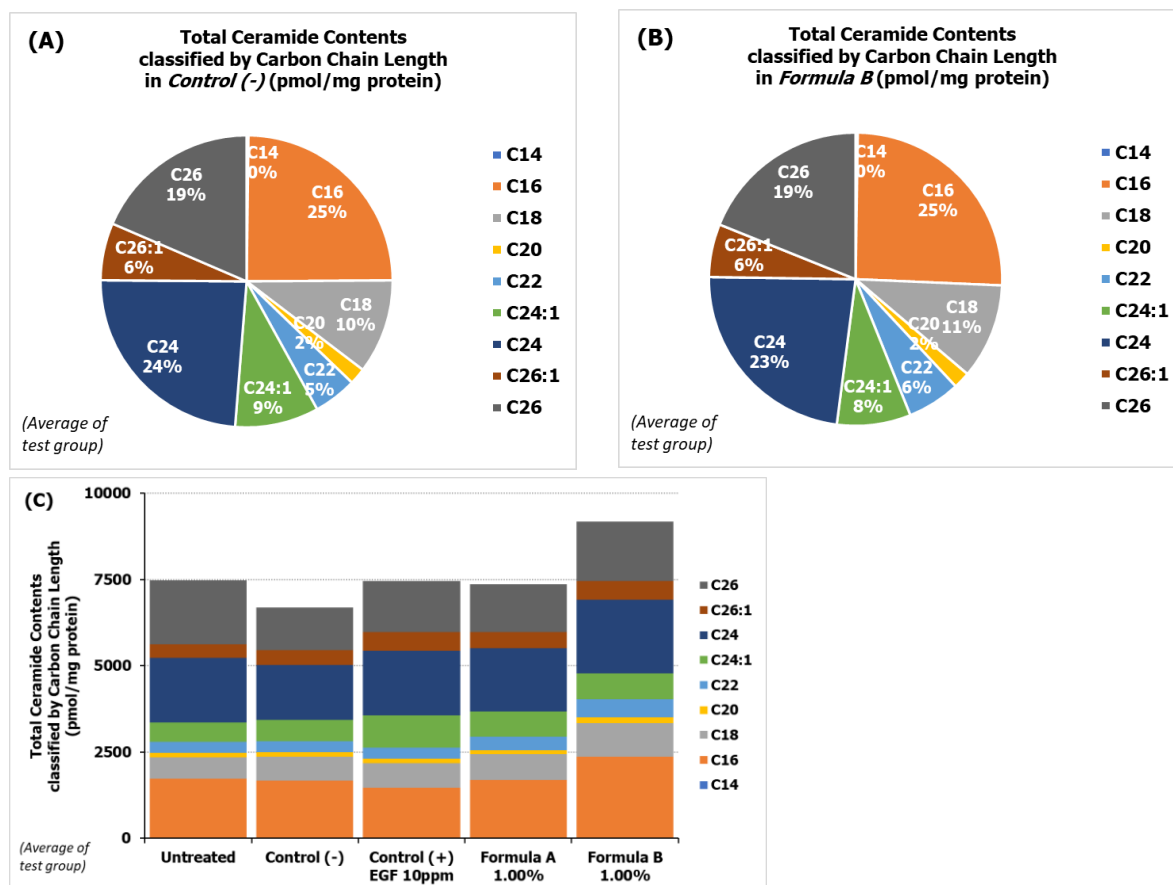 (A)
Total Ceramide Contents
classified by Carbon Chain Length
in Control (-) (pmol/mg protein)
C14
0%
C16
25%
C18
10%
C20
2%
C22
5%
C24:1
9%
C24
24%
C26:1
6%
C26
19%
C14
C16
C18
C20
C22
C24:1
C24
C26:1
C26
(Average of
test group)
(B)
Total Ceramide Contents
classified by Carbon Chain Length
in Formula B (pmol/mg protein)
C14
0%
C16
25%
C18
11%
C20
2%
C22
6%
C24:1
8%
C24
23%
C26:1
6%
C26
19%
C14
C16
C18
C20
C22
C24:1
C24
C26:1
C26
(Average of
test group)
(C)
Total Ceramide Contents
classified by Carbon Chain Length
(pmol/mg protein)
10000
7500
5000
2500
0
Untreated
Control (-)
Control (+)
EGF 10ppm
Formula A
1.00%
Formula B
1.00%
C26
C26:1
C24
C24:1
C22
C20
C18
C16
C14
(Average of
test group)